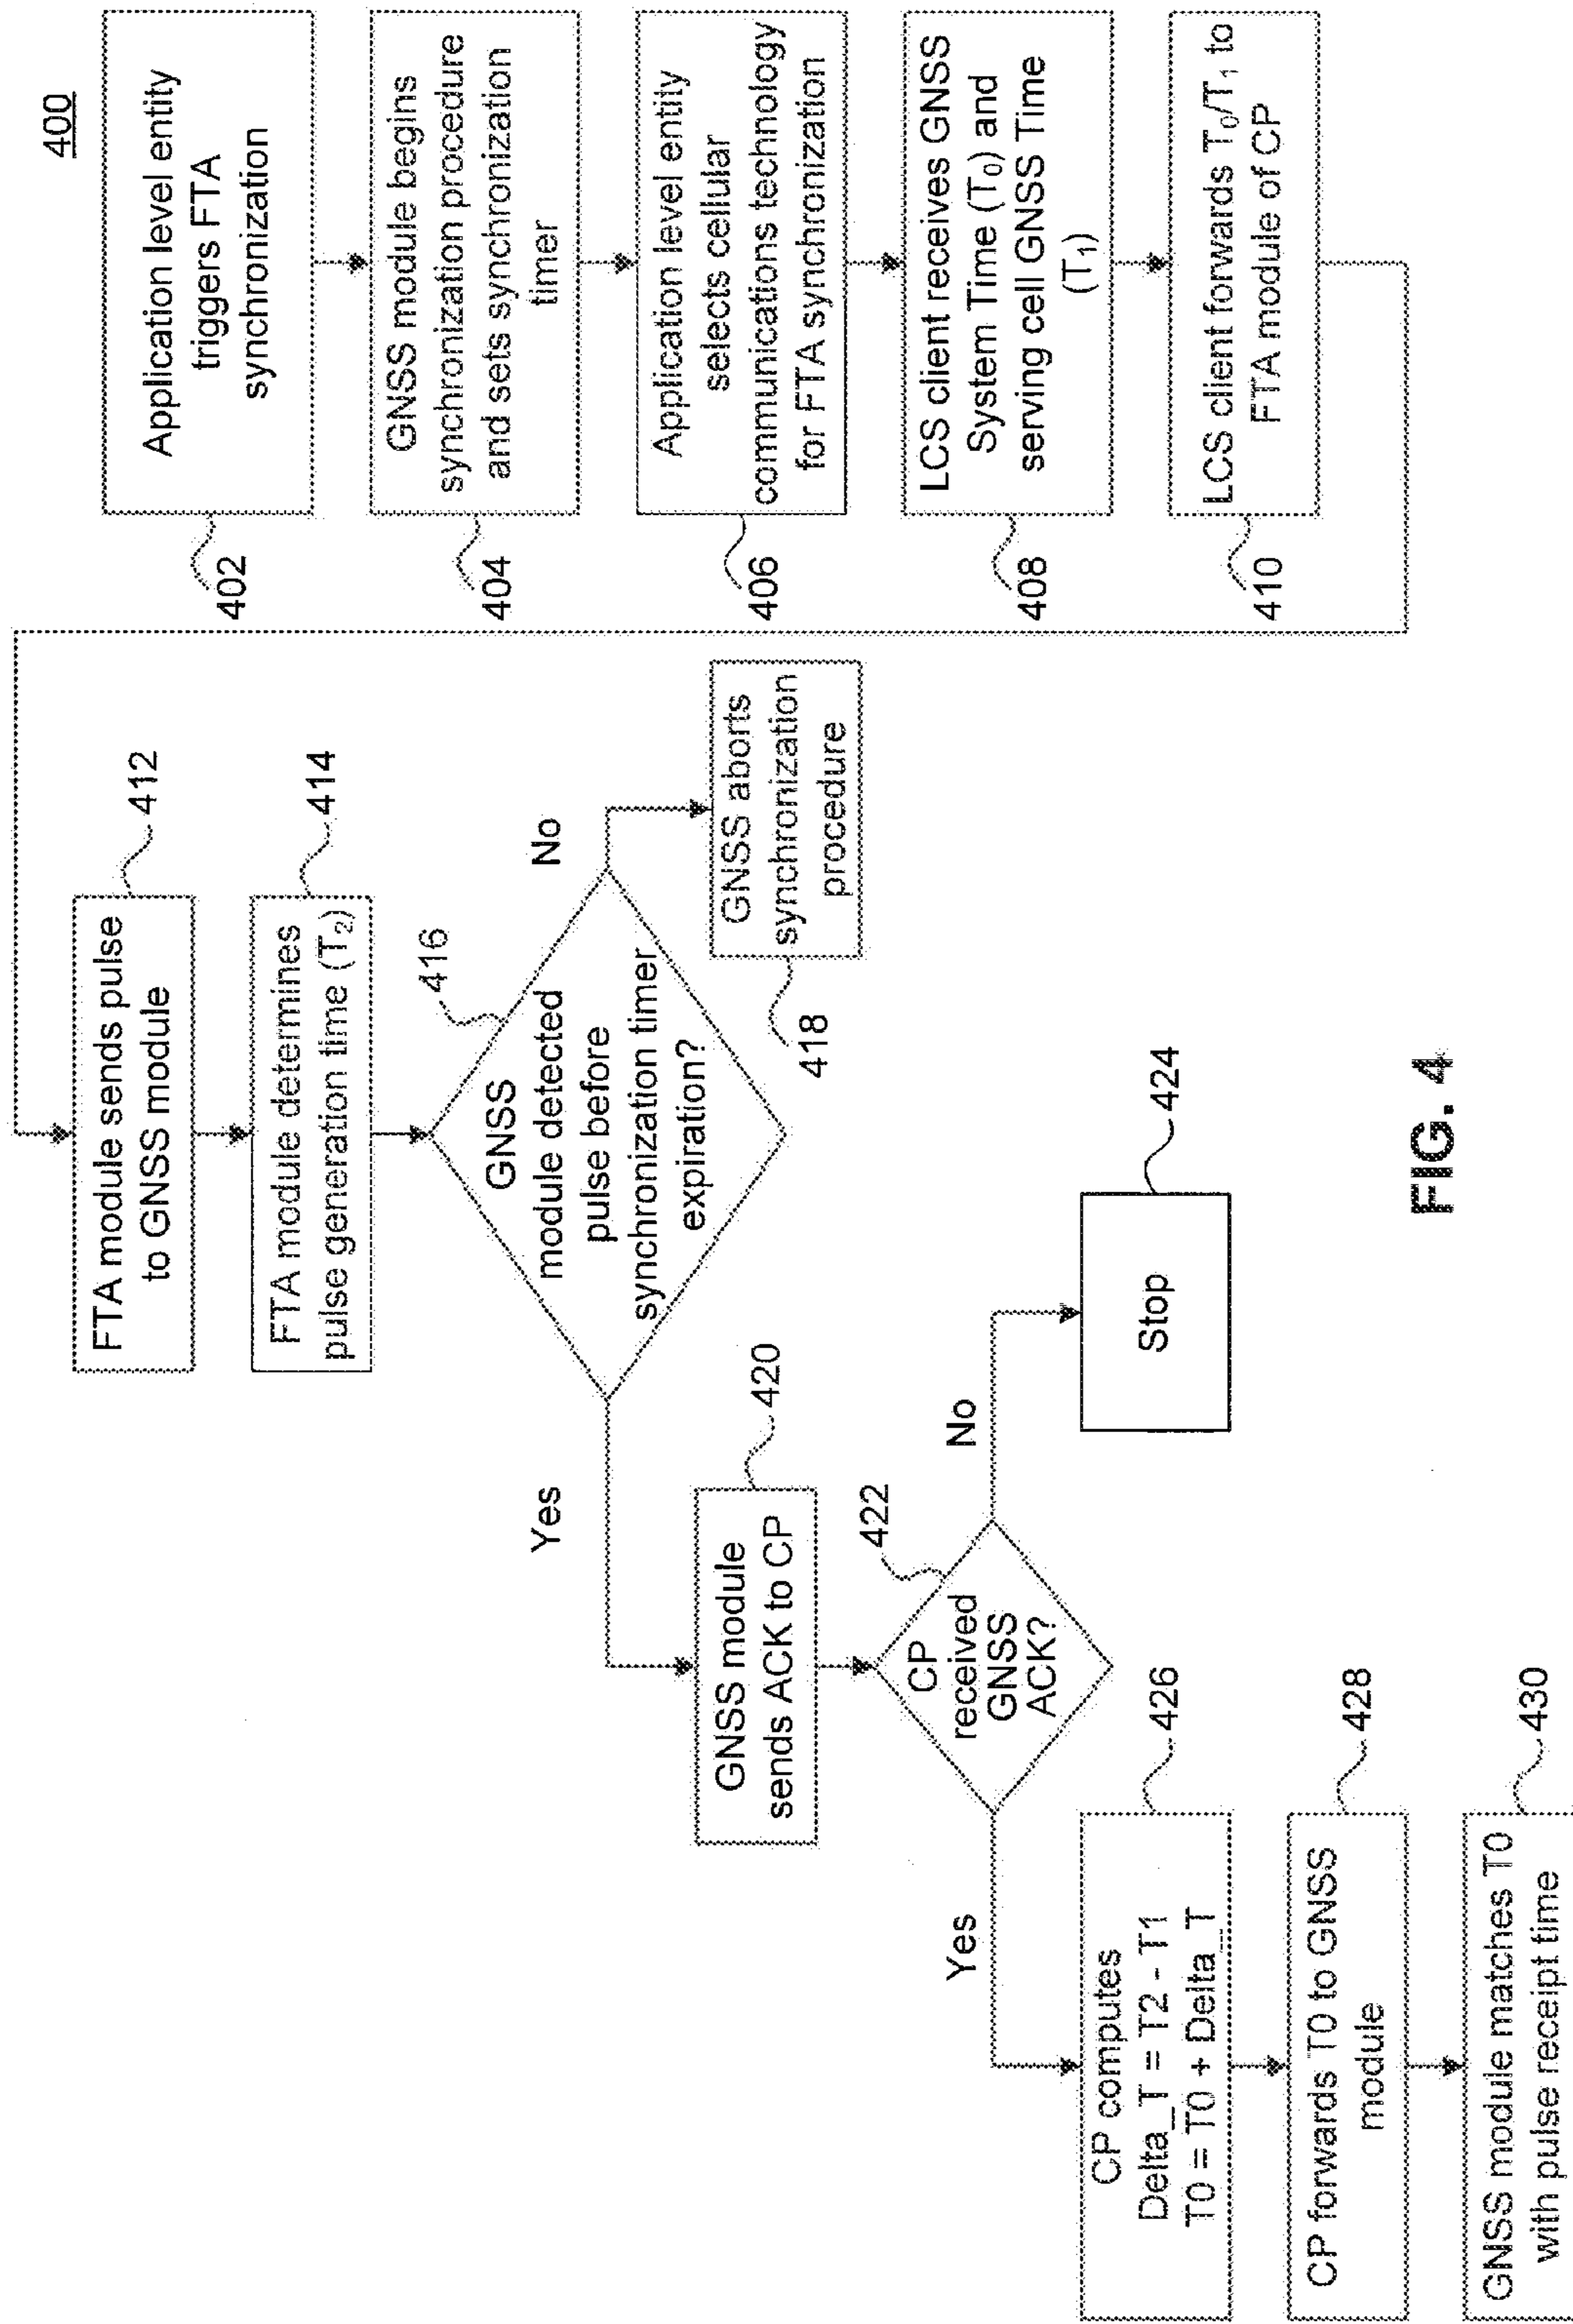 400
Application level entity
triggers FTA
synchronization
402
GNSS module begins
synchronization procedure
and sets synchronization
timer
404
Application level entity
selects cellular
communications technology
for FTA synchronization
406
LCS client receives GNSS
System Time (T₀) and
serving cell GNSS Time
(T₁)
408
LCS client forwards T₀/T₁ to
FTA module of CP
410
FTA module sends pulse
to GNSS module
412
FTA module determines
pulse generation time (T₂)
414
GNSS
module detected
pulse before
synchronization timer
expiration?
416
No
GNSS aborts
synchronization
procedure
418
Yes
GNSS module
sends ACK to CP
420
CP
received
GNSS
ACK?
422
No
Stop
424
Yes
CP computes
Delta_T = T2 - T1
T0 = T0 + Delta_T
426
CP forwards T0 to GNSS
module
428
GNSS module matches T0
with pulse receipt time
430
FIG. 4